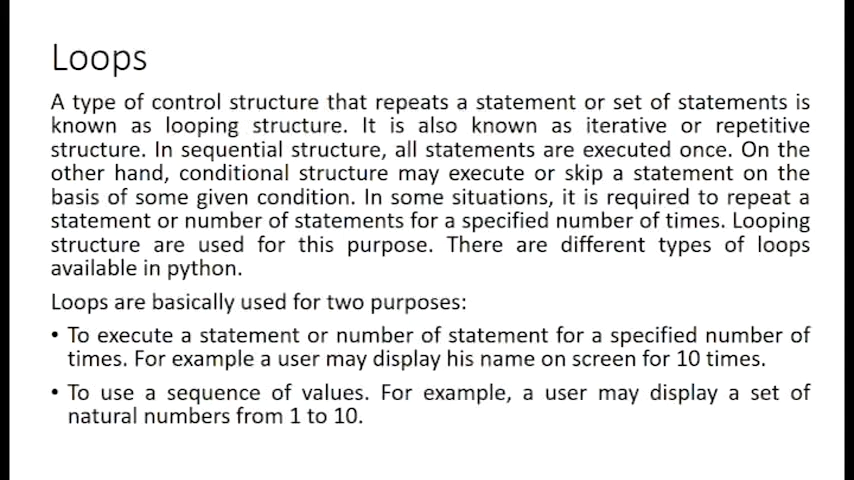 Loops
A type of control structure that repeats a statement or set of statements is
known as looping structure. It is also known as iterative or repetitive
structure. In sequential structure, all statements are executed once. On the
other hand, conditional structure may execute or skip a statement on the
basis of some given condition. In some situations, it is required to repeat a
statement or number of statements for a specified number of times. Looping
structure are used for this purpose. There are different types of loops
available in python.
Loops are basically used for two purposes:
• To execute a statement or number of statement for a specified number of
times. For example a user may display his name on screen for 10 times.
• To use a sequence of values. For example, a user may display a set of
natural numbers from 1 to 10.